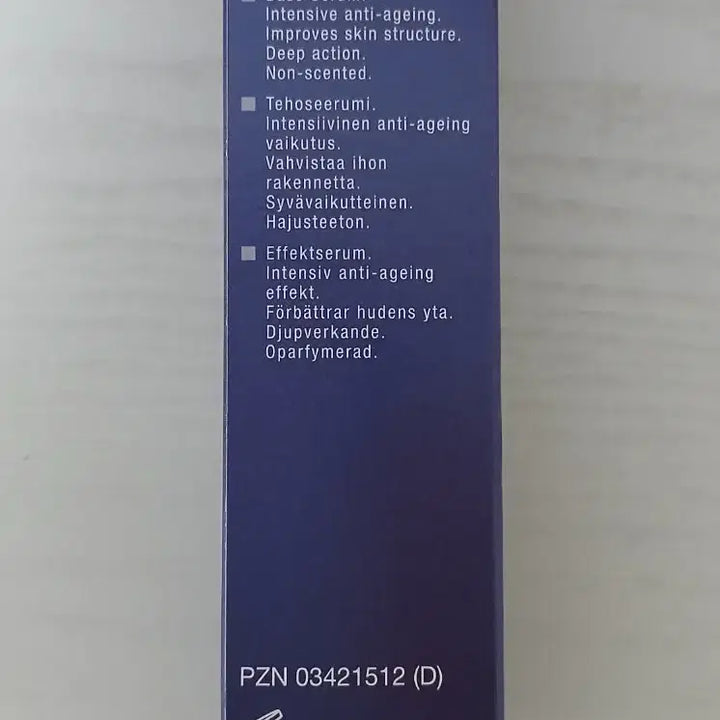 Intensive anti-ageing.
Improves skin structure.
Deep action.
Non-scented.
Tehoseerumi.
Intensiivinen anti-ageing
vaikutus.
Vahvistaa ihon
rakennetta.
Syvävaikutteinen.
Hajusteeton.
Effektserum.
Intensiv anti-ageing
effekt.
Förbättrar hudens yta.
Djupverkande.
Oparfymerad.
PZN 03421512 (D)